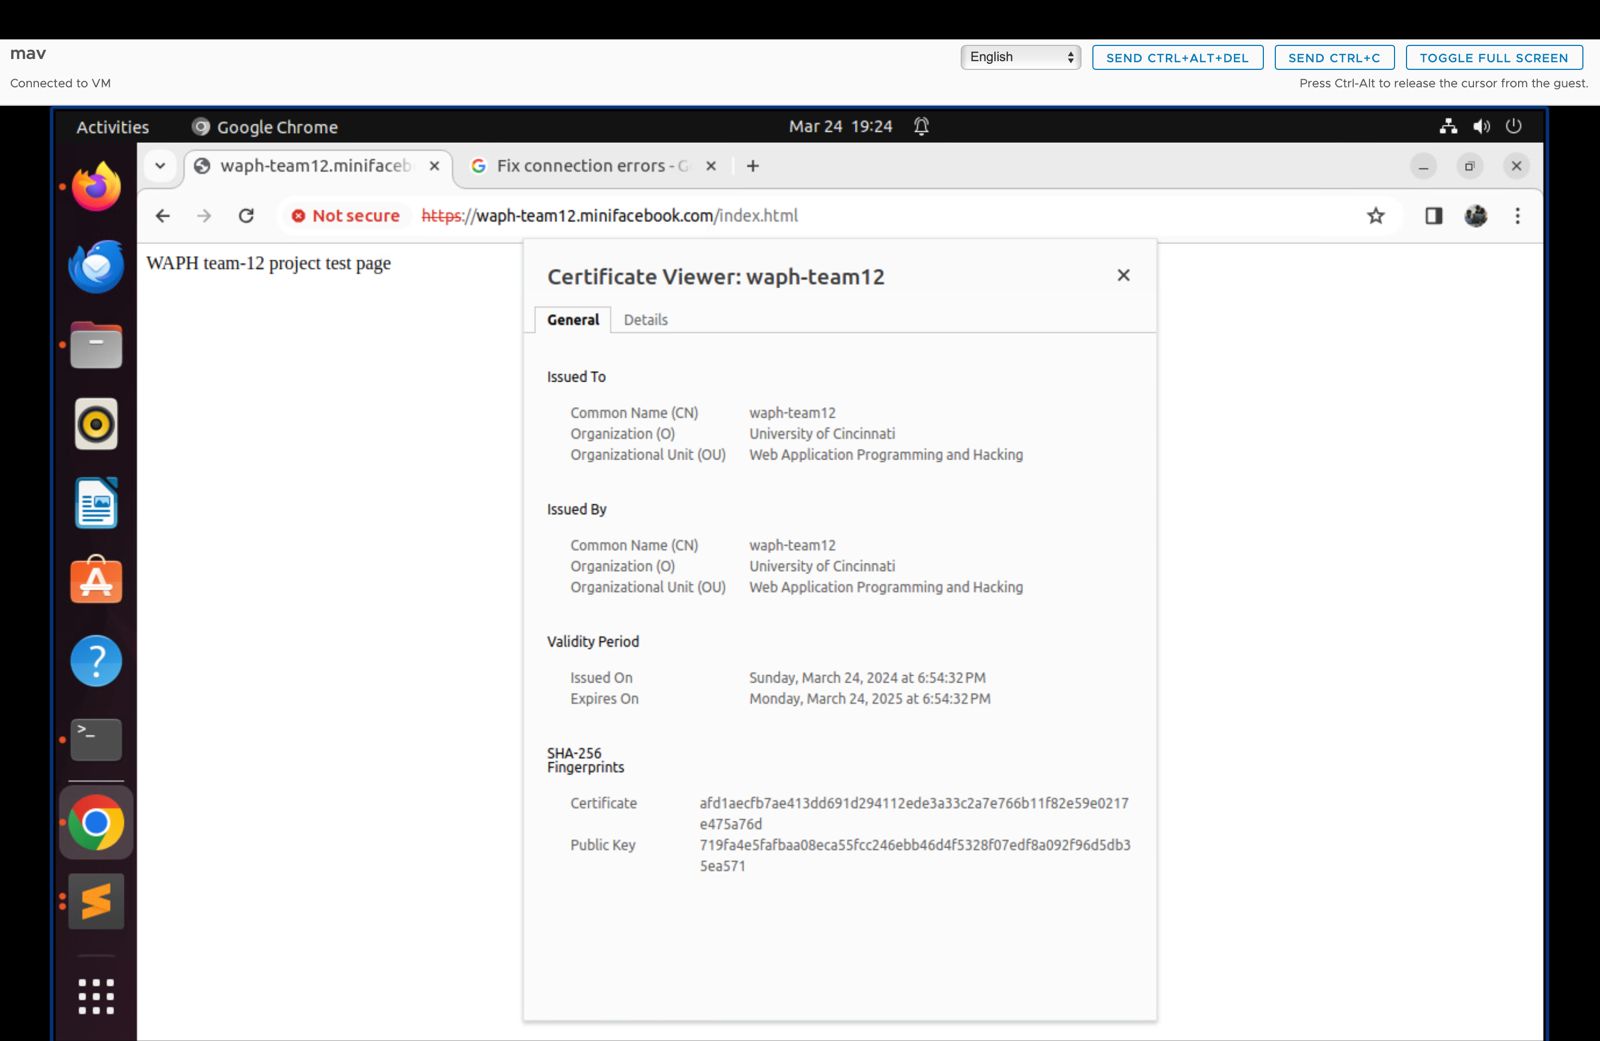 mav
English
SEND CTRL+ALT+DEL
SEND CTRL+C
TOGGLE FULL SCREEN
Connected to VM
Press Ctrl-Alt to release the cursor from the guest.
Activities
Google Chrome
Mar 24 19:24
waph-team12.minifaceb
Fix connection errors - G
Not secure
https://waph-team12.minifacebook.com/index.html
WAPH team-12 project test page
Certificate Viewer: waph-team12
General
Details
Issued To
Common Name (CN) waph-team12
Organization (O) University of Cincinnati
Organizational Unit (OU) Web Application Programming and Hacking
Issued By
Common Name (CN) waph-team12
Organization (O) University of Cincinnati
Organizational Unit (OU) Web Application Programming and Hacking
Validity Period
Issued On Sunday, March 24, 2024 at 6:54:32 PM
Expires On Monday, March 24, 2025 at 6:54:32 PM
SHA-256
Fingerprints
Certificate afd1aecfb7ae413dd691d294112ede3a33c2a7e766b11f82e59e0217
e475a76d
Public Key 719fa4e5fafbaa08eca55fcc246ebb46d4f5328f07edf8a092f96d5db3
5ea571